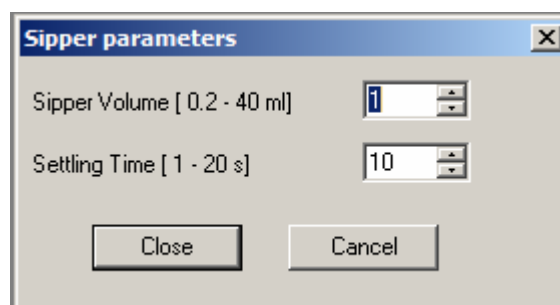 Sipper parameters
Sipper Volume [ 0.2 - 40 ml] 1
Settling Time [ 1 - 20 s] 10
Close Cancel